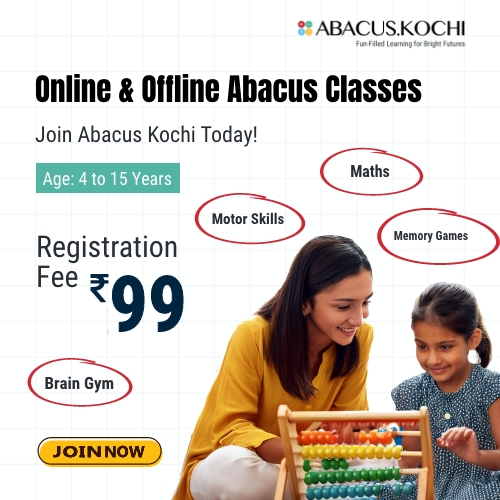 ABACUS.KOCHI
Fun-Filled Learning for Bright Futures
Online & Offline Abacus Classes
Join Abacus Kochi Today!
Age: 4 to 15 Years
Maths
Motor Skills
Memory Games
Registration
Fee ₹99
Brain Gym
JOIN NOW